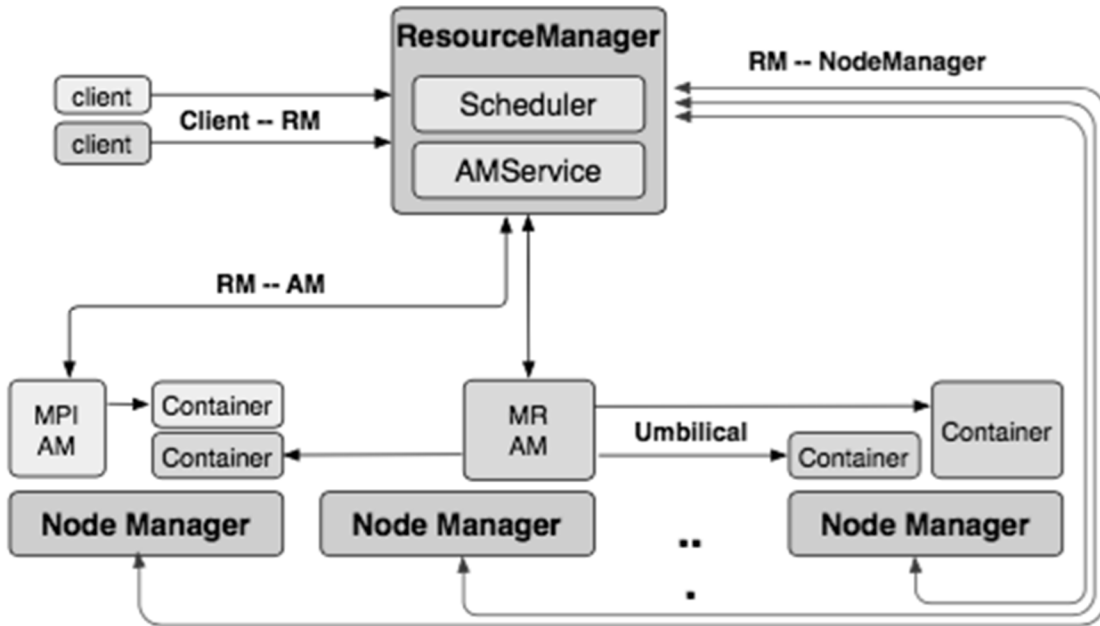 ResourceManager
RM -- NodeManager
client
Scheduler
Client -- RM
client
AMService
RM -- AM
MPI
AM
Container
Container
MR
AM
Umbilical
Container
Container
Node Manager
Node Manager
Node Manager